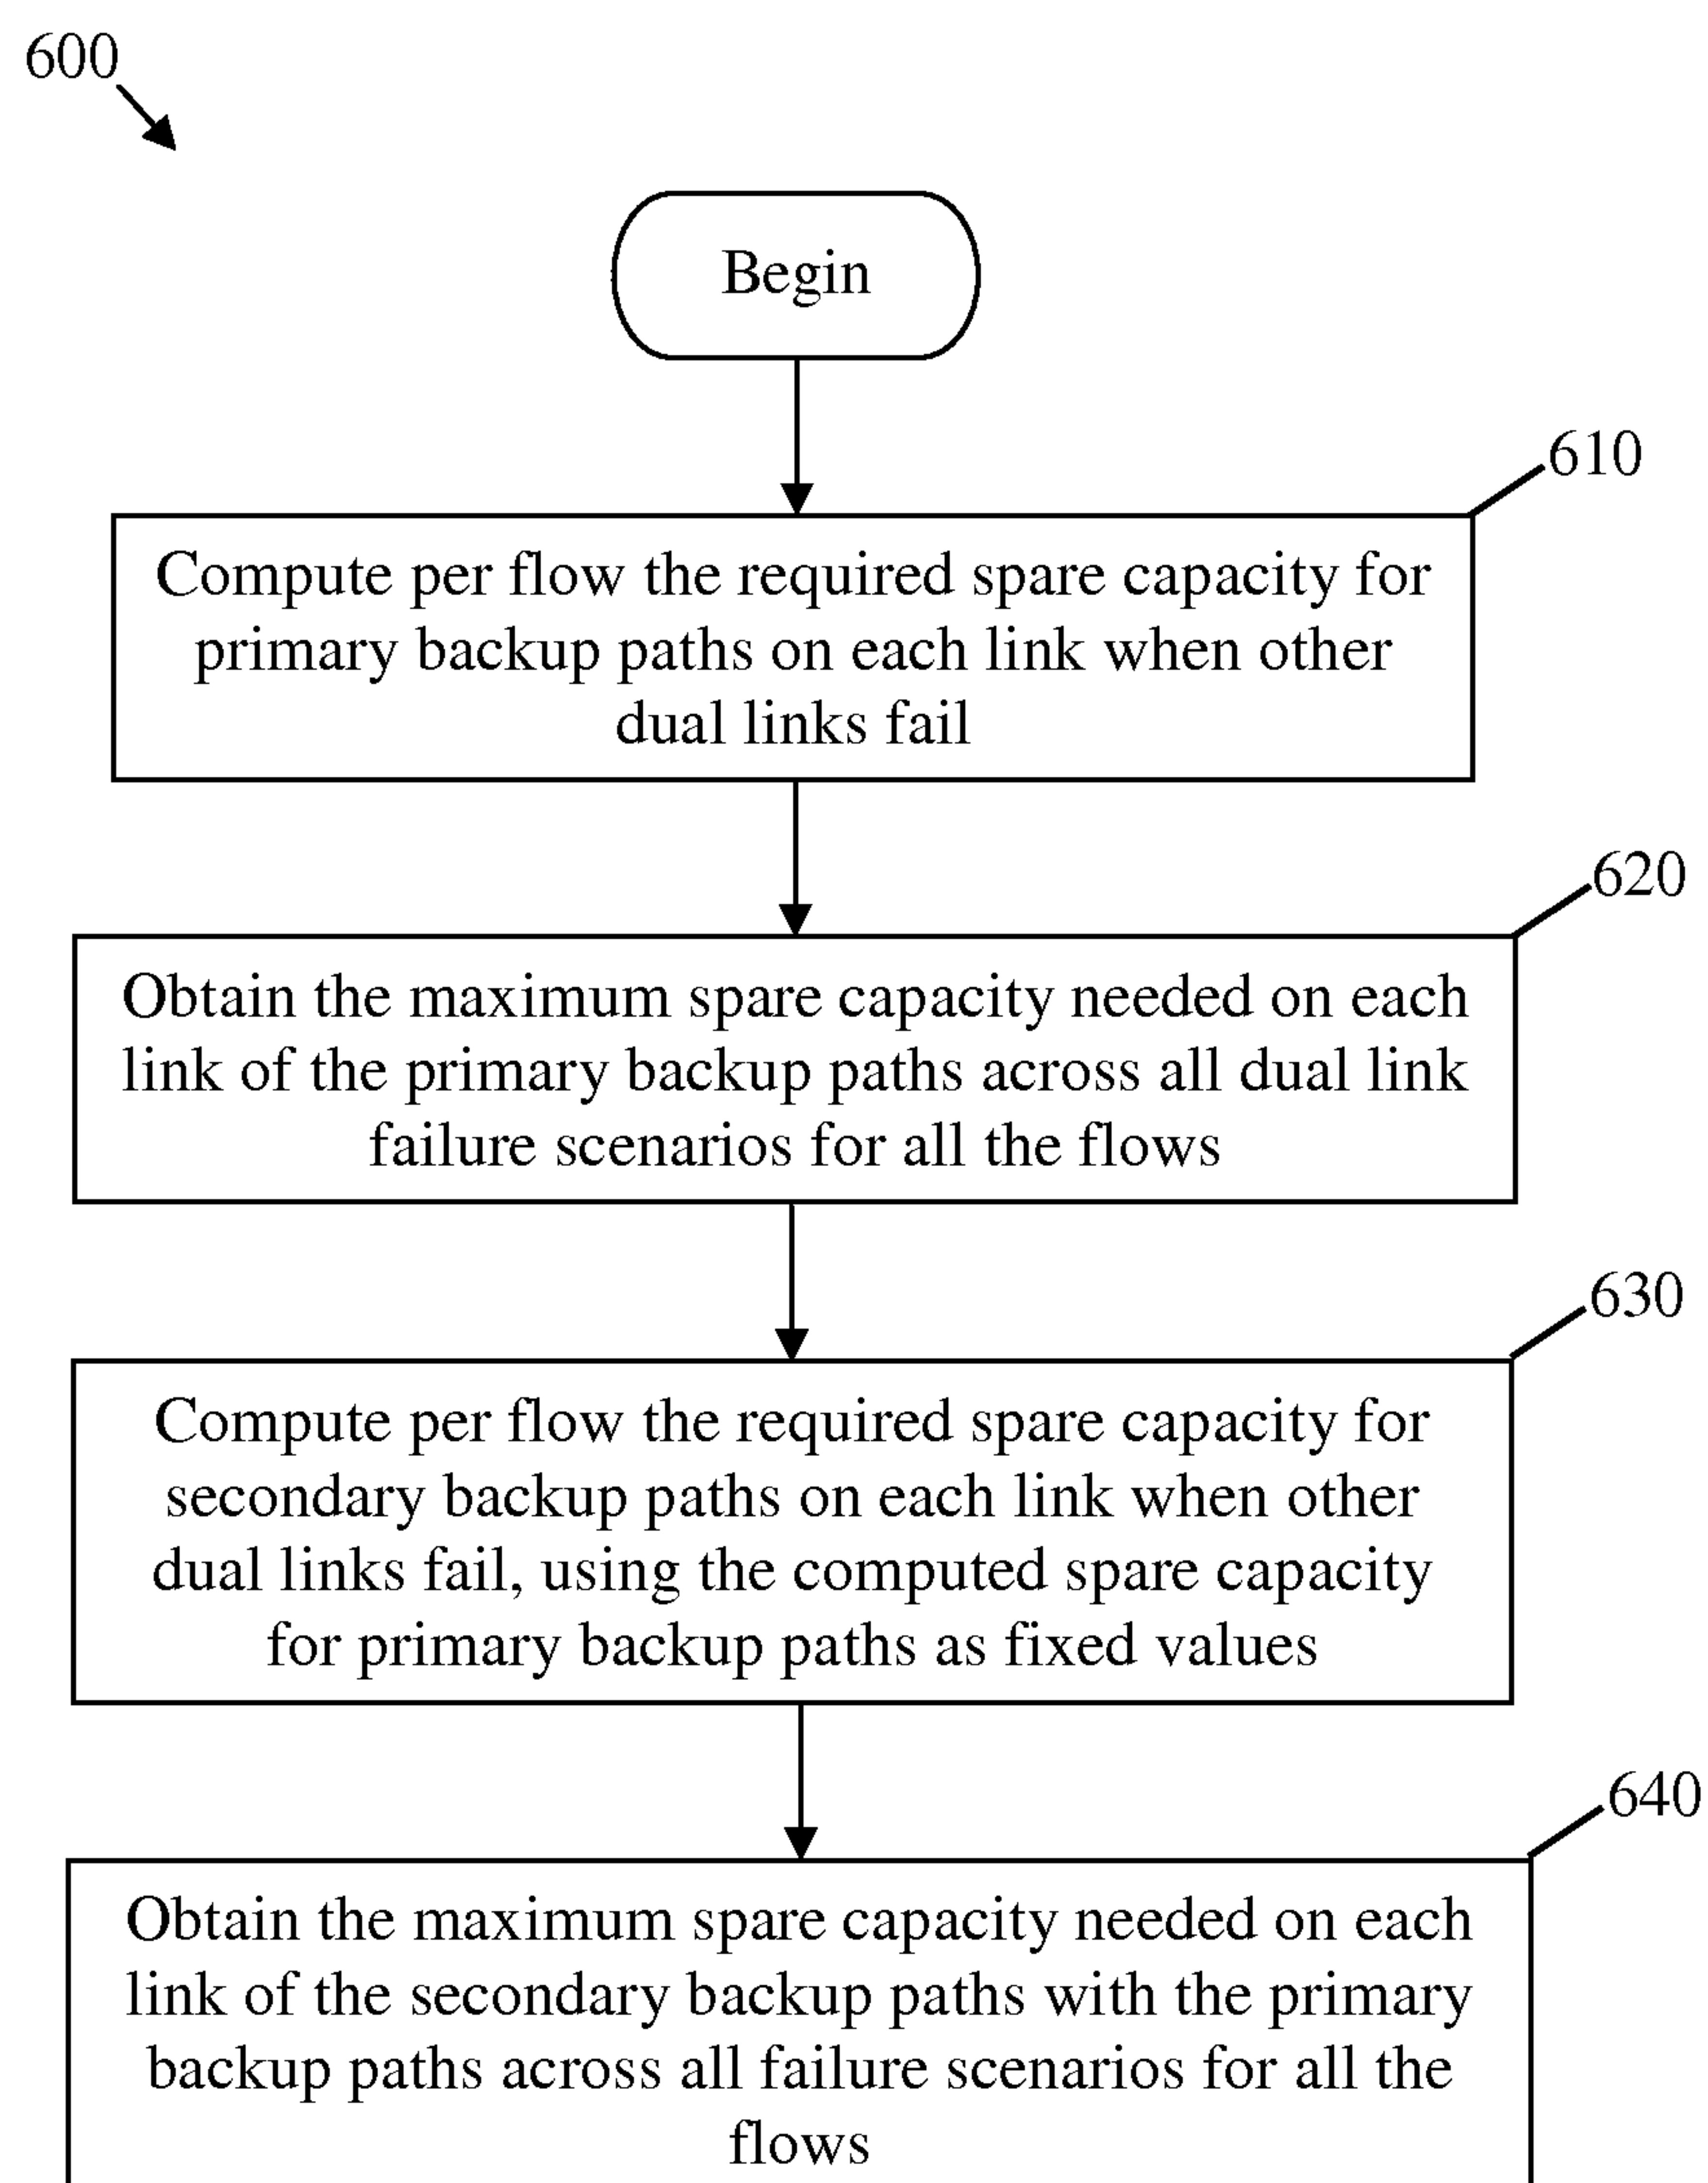 600
Begin
610
Compute per flow the required spare capacity for
primary backup paths on each link when other
dual links fail
620
Obtain the maximum spare capacity needed on each
link of the primary backup paths across all dual link
failure scenarios for all the flows
630
Compute per flow the required spare capacity for
secondary backup paths on each link when other
dual links fail, using the computed spare capacity
for primary backup paths as fixed values
640
Obtain the maximum spare capacity needed on each
link of the secondary backup paths with the primary
backup paths across all failure scenarios for all the
flows